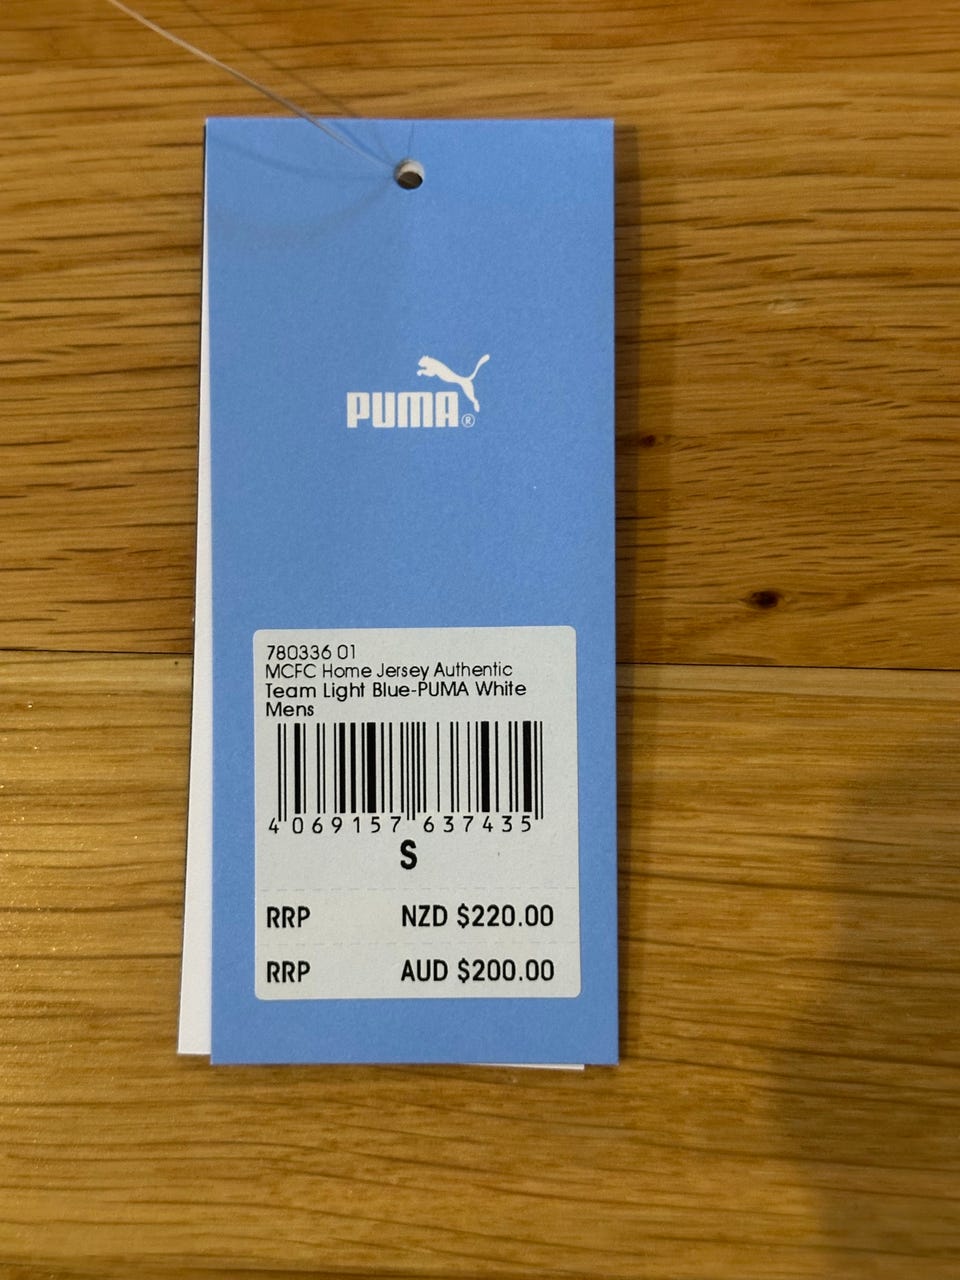 PUMA®
780336 01
MCFC Home Jersey Authentic
Team Light Blue-PUMA White
Mens
4 069157 637435
S
RRP NZD $220.00
RRP AUD $200.00